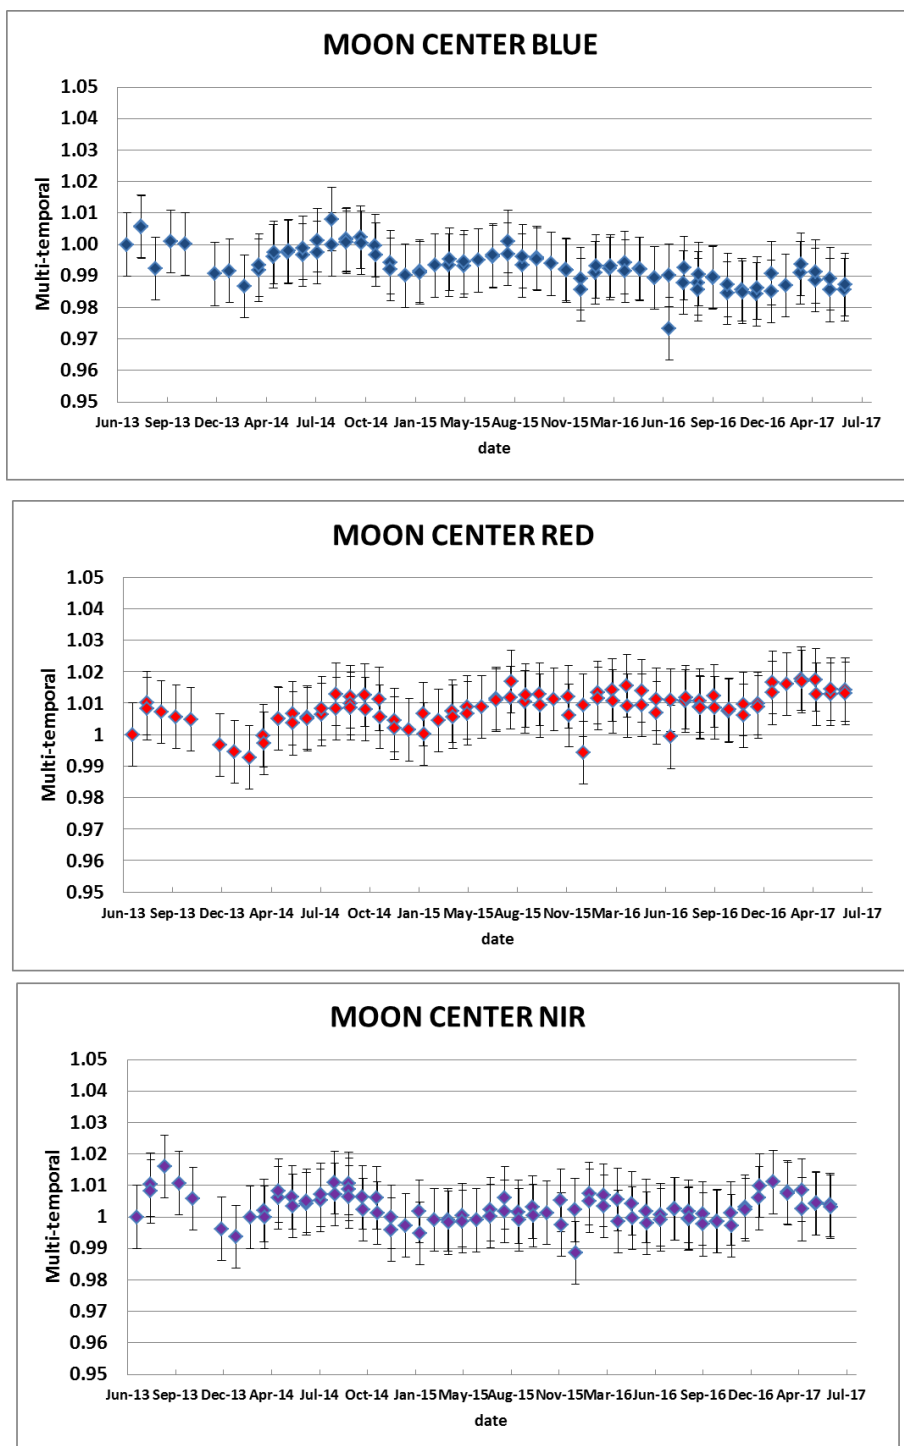 MOON CENTER BLUE
1.05
1.04
1.03
1.02
1.01
1.00
0.99
0.98
0.97
0.96
0.95
Multi-temporal
Jun-13 Sep-13 Dec-13 Apr-14 Jul-14 Oct-14 Jan-15 May-15 Aug-15 Nov-15 Mar-16 Jun-16 Sep-16 Dec-16 Apr-17 Jul-17
date
MOON CENTER RED
1.05
1.04
1.03
1.02
1.01
1
0.99
0.98
0.97
0.96
0.95
Multi-temporal
Jun-13 Sep-13 Dec-13 Apr-14 Jul-14 Oct-14 Jan-15 May-15 Aug-15 Nov-15 Mar-16 Jun-16 Sep-16 Dec-16 Apr-17 Jul-17
date
MOON CENTER NIR
1.05
1.04
1.03
1.02
1.01
1
0.99
0.98
0.97
0.96
0.95
Multi-temporal
Jun-13 Sep-13 Dec-13 Apr-14 Jul-14 Oct-14 Jan-15 May-15 Aug-15 Nov-15 Mar-16 Jun-16 Sep-16 Dec-16 Apr-17 Jul-17
date